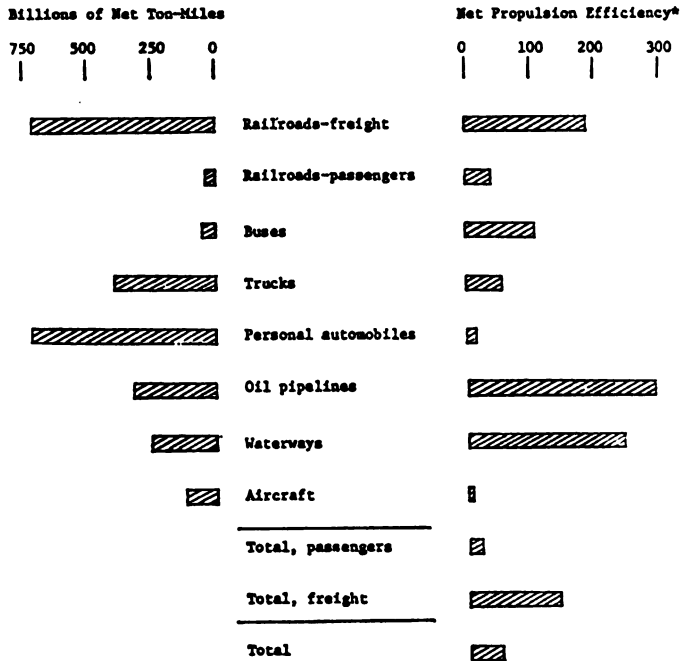 Billions of Net Ton-Miles
Net Propulsion Efficiency*
750 500 250 0
0 100 200 300
Railroads-freight
Railroads-passengers
Buses
Trucks
Personal automobiles
Oil pipelines
Waterways
Aircraft
Total, passengers
Total, freight
Total